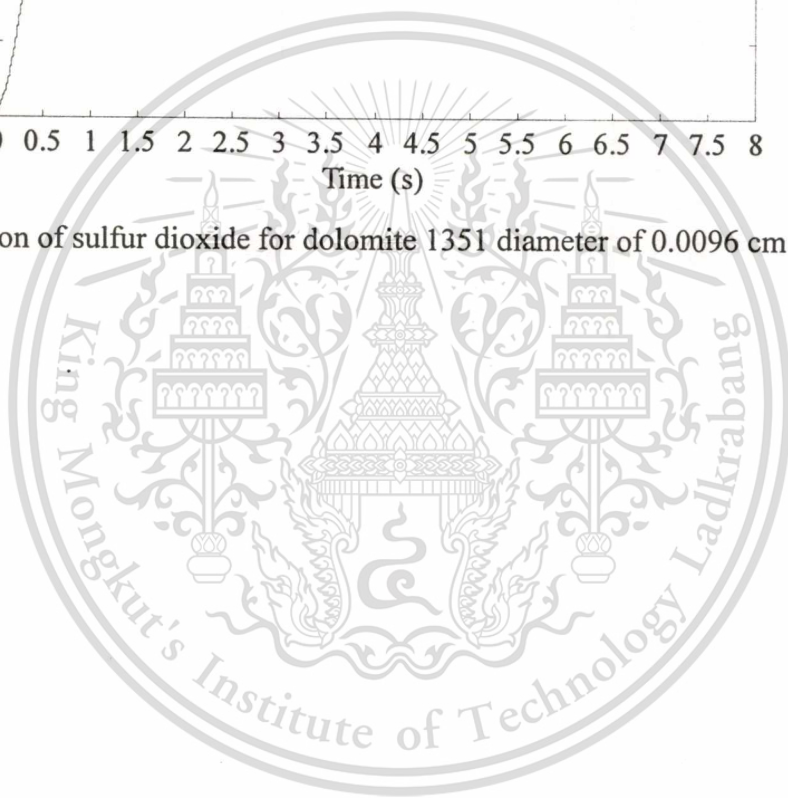 0.5 1 1.5 2 2.5 3 3.5 4 4.5 5 5.5 6 6.5 7 7.5 8
Time (s)
on of sulfur dioxide for dolomite 1351 diameter of 0.0096 cm
King Mongkut's Institute of Technology Ladkrabang